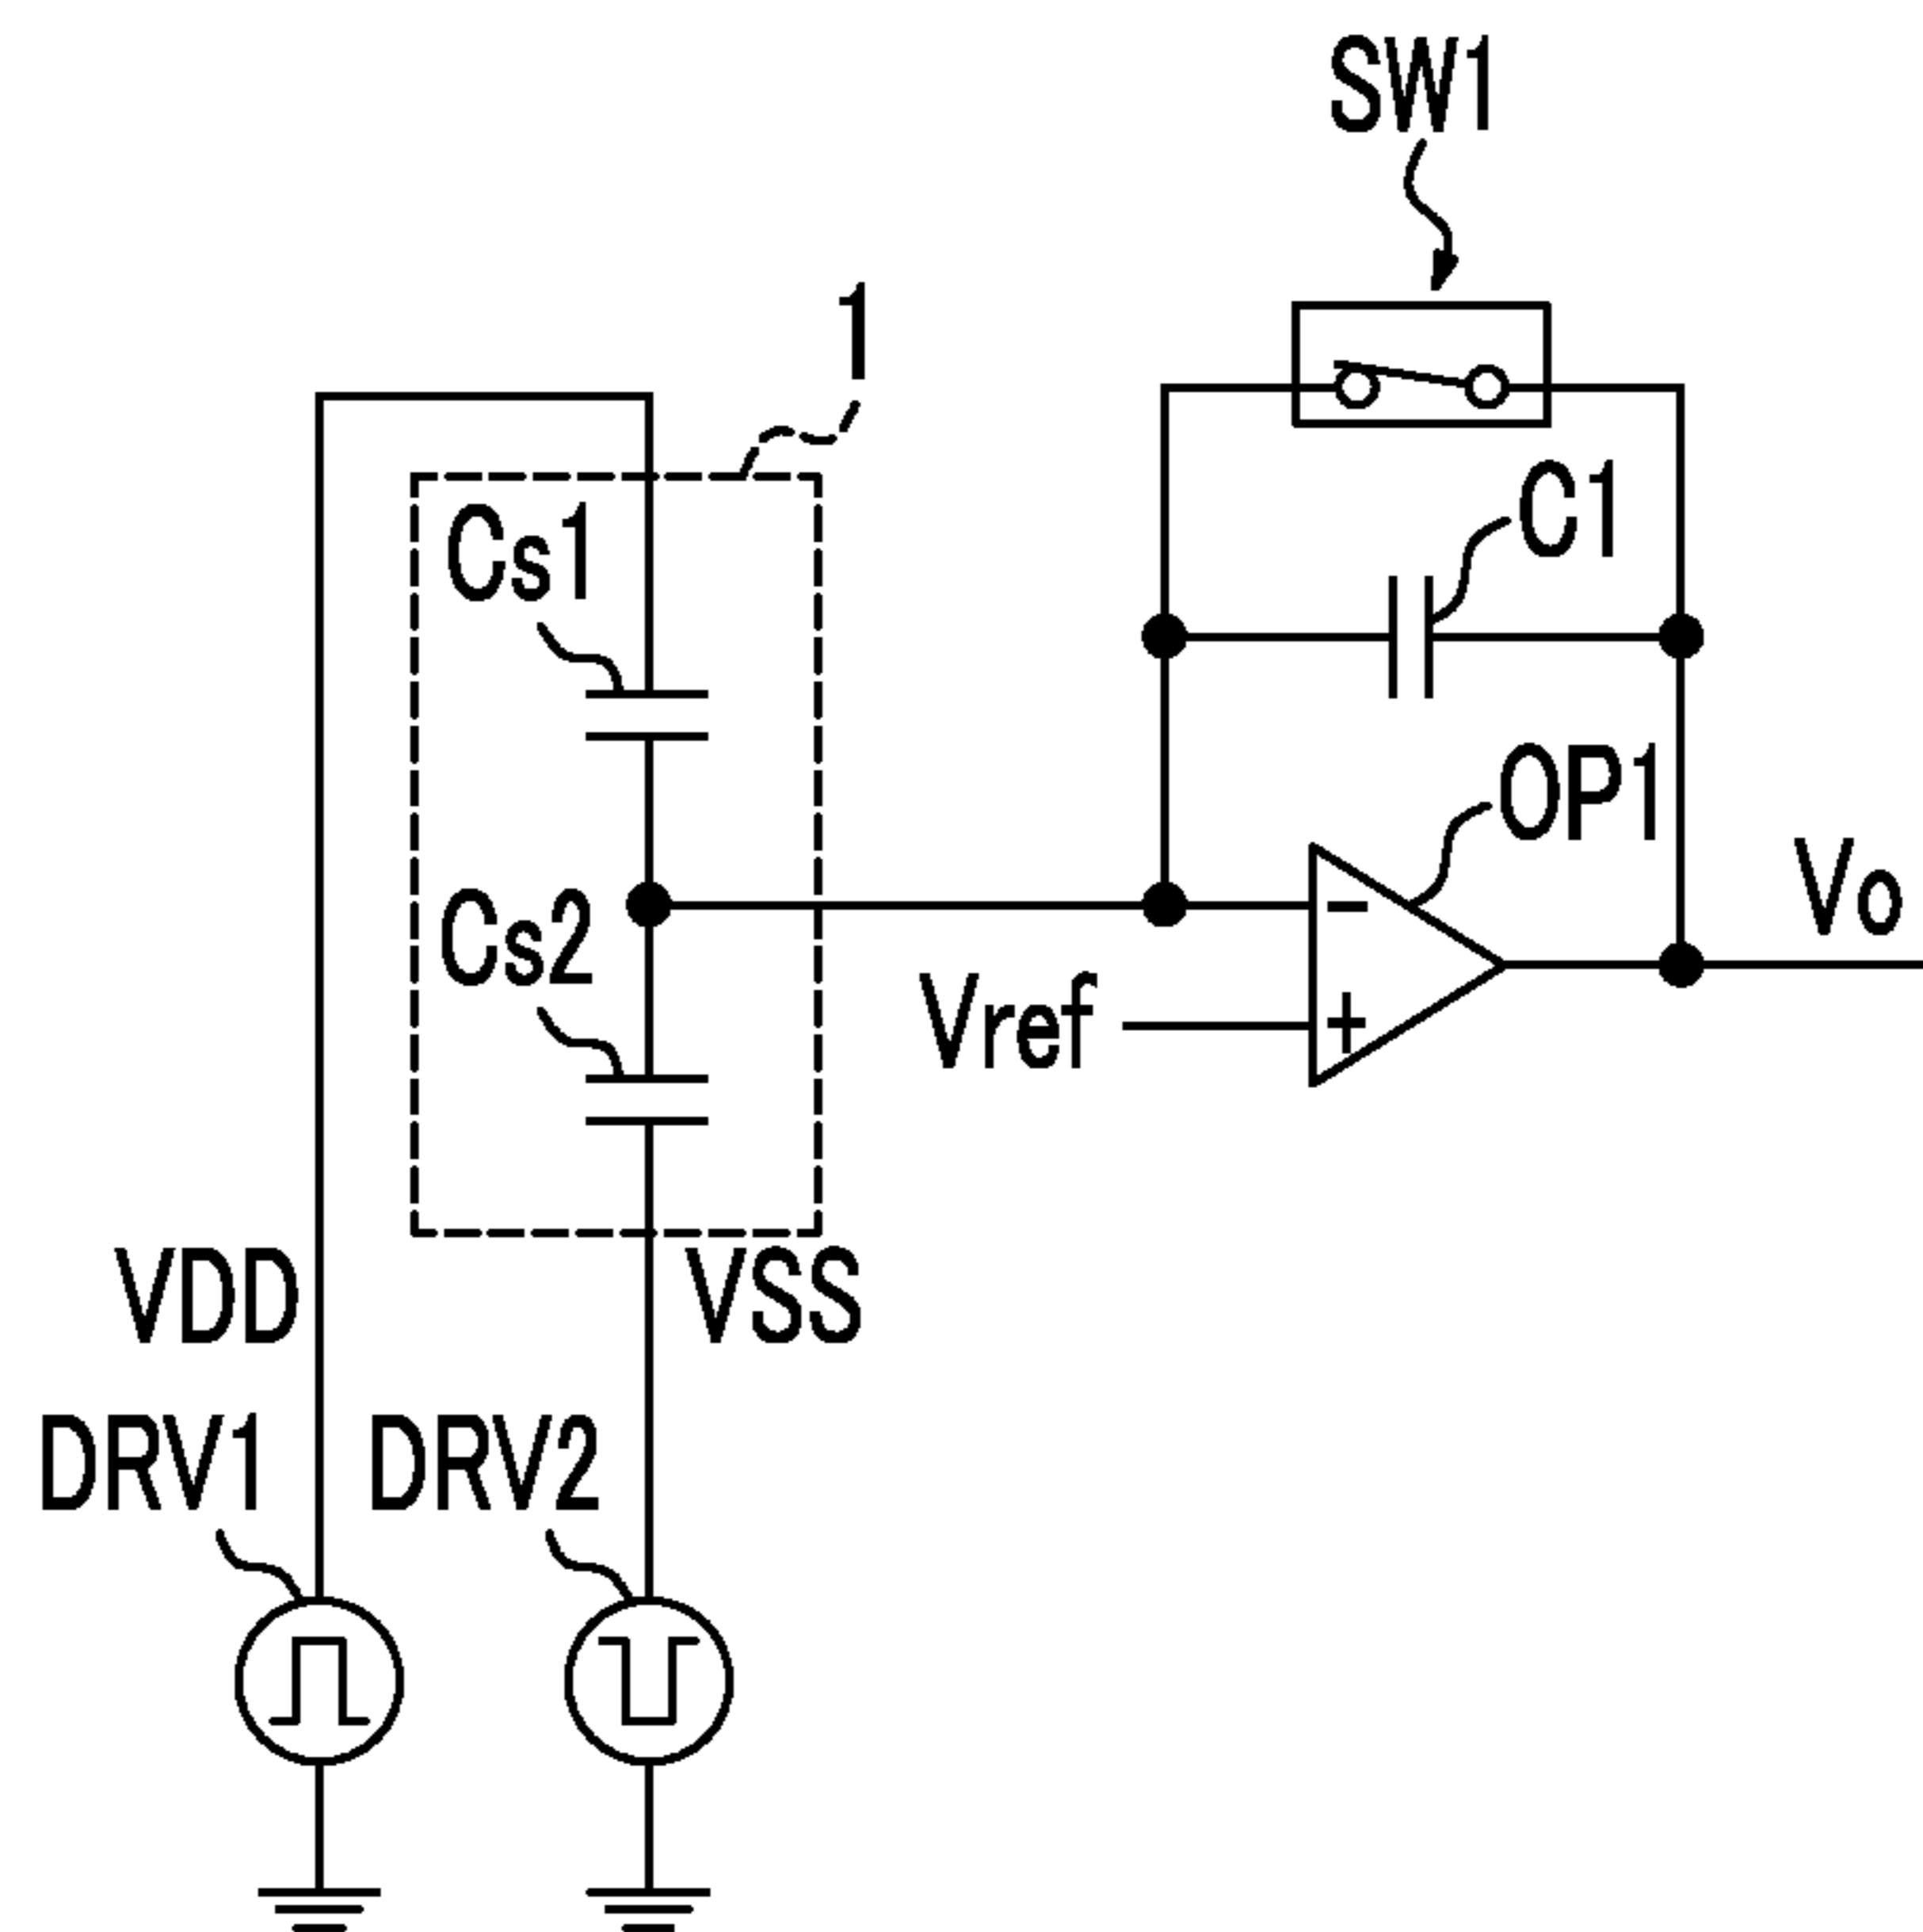 SW1
1
Cs1
C1
OP1
Cs2
Vo
-
Vref
+
VDD
VSS
DRV1
DRV2